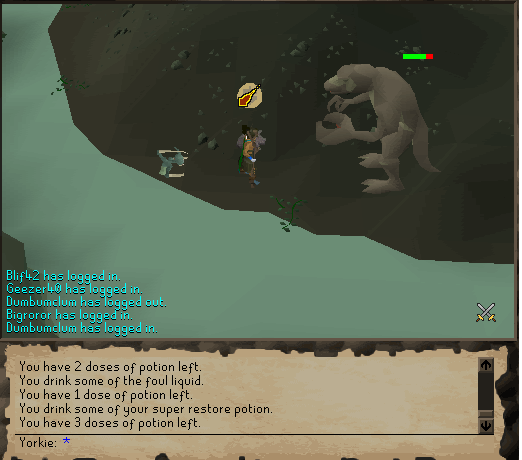 Blif42 has logged in.
Geezer40 has logged in.
Dumbumclum has logged out.
Bigroror has logged in.
Dumbumclum has logged in.
You have 2 doses of potion left.
You drink some of the foul liquid.
You have 1 dose of potion left.
You drink some of your super restore potion.
You have 3 doses of potion left.
Yorkie: *